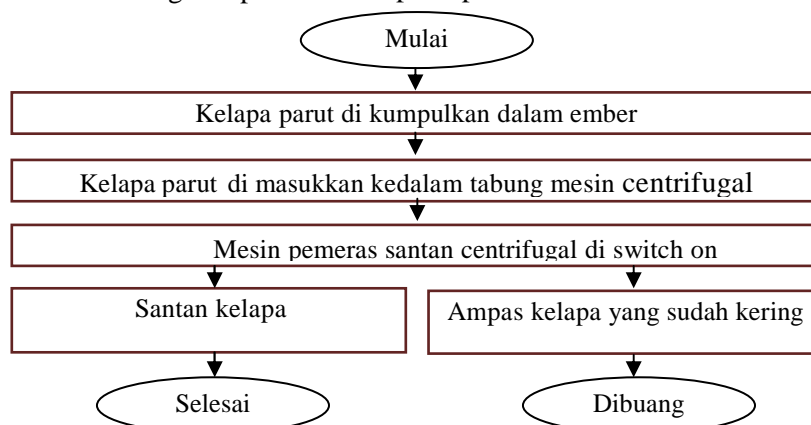 Mulai
Kelapa parut di kumpulkan dalam ember
Kelapa parut di masukkan kedalam tabung mesin centrifugal
Mesin pemeras santan centrifugal di switch on
Santan kelapa
Ampas kelapa yang sudah kering
Selesai
Dibuang